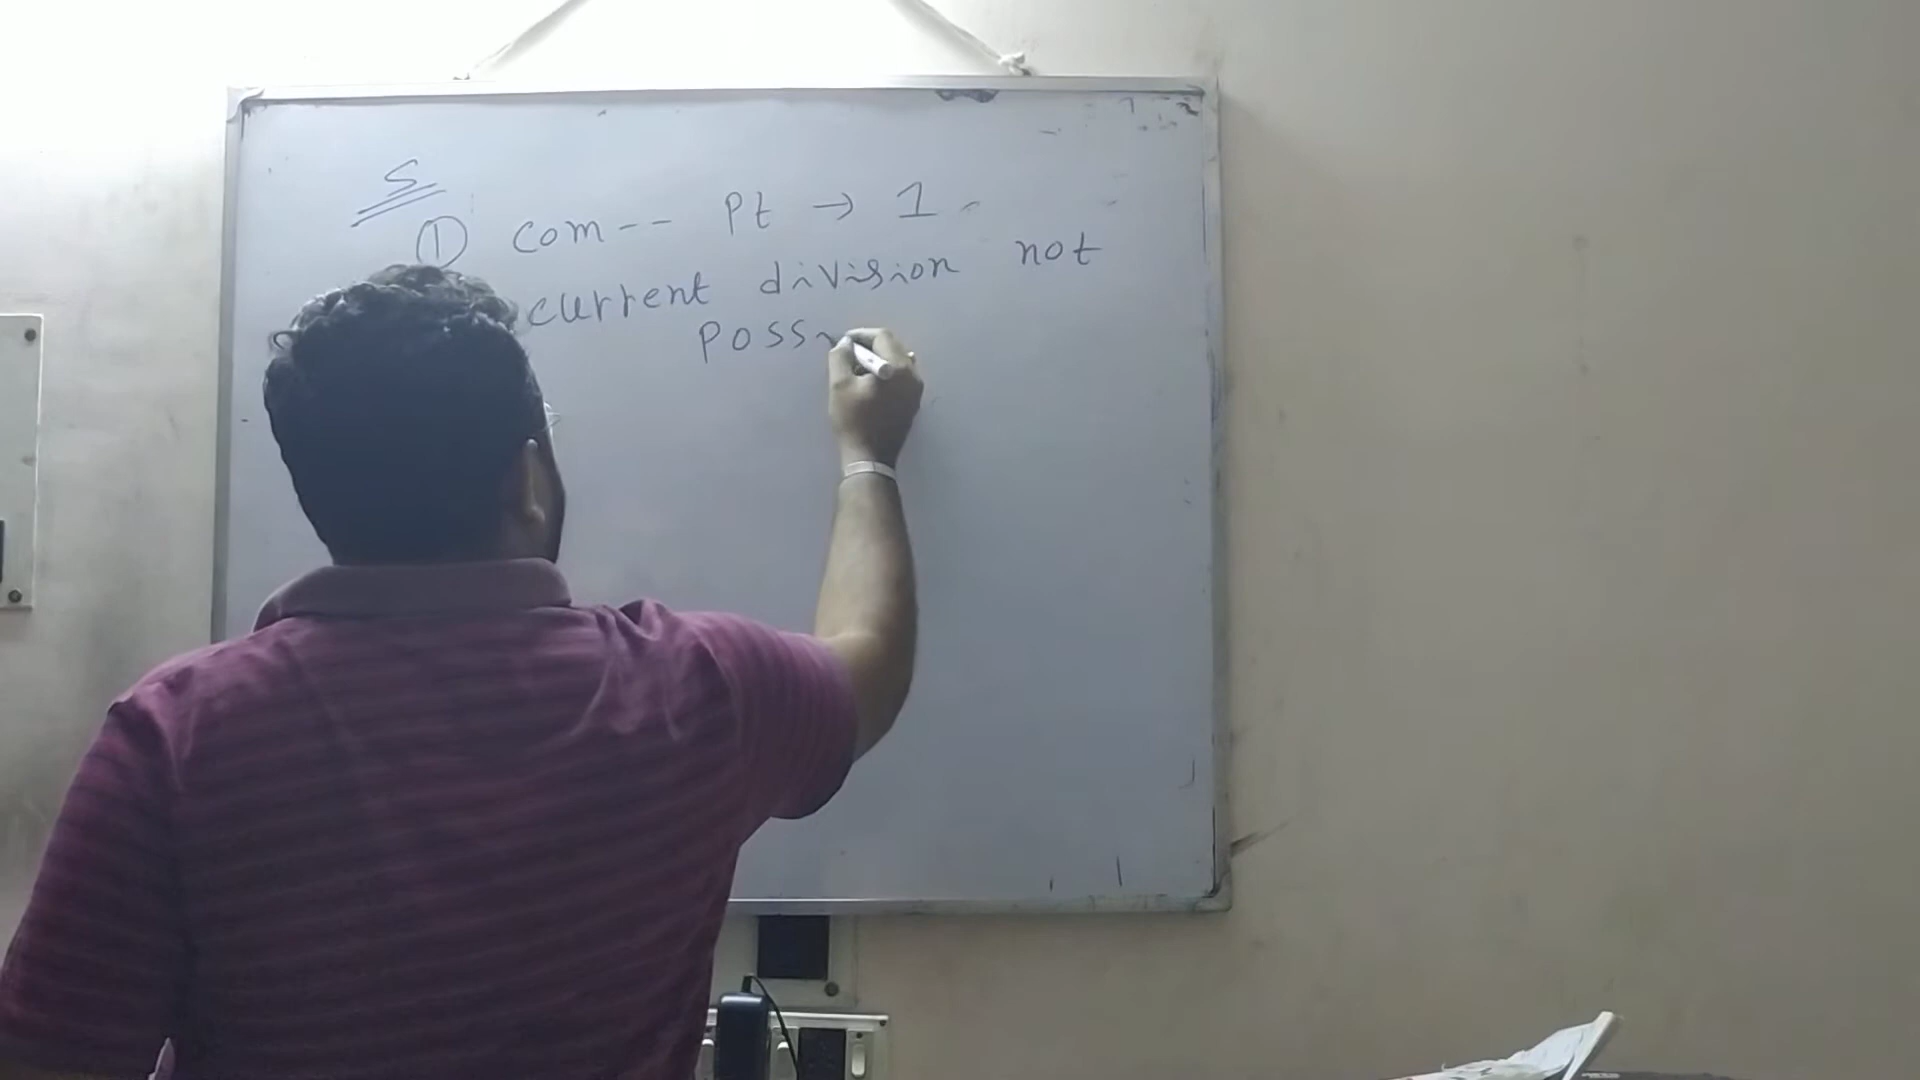 S
① com-- Pt → 1
current division not
poss